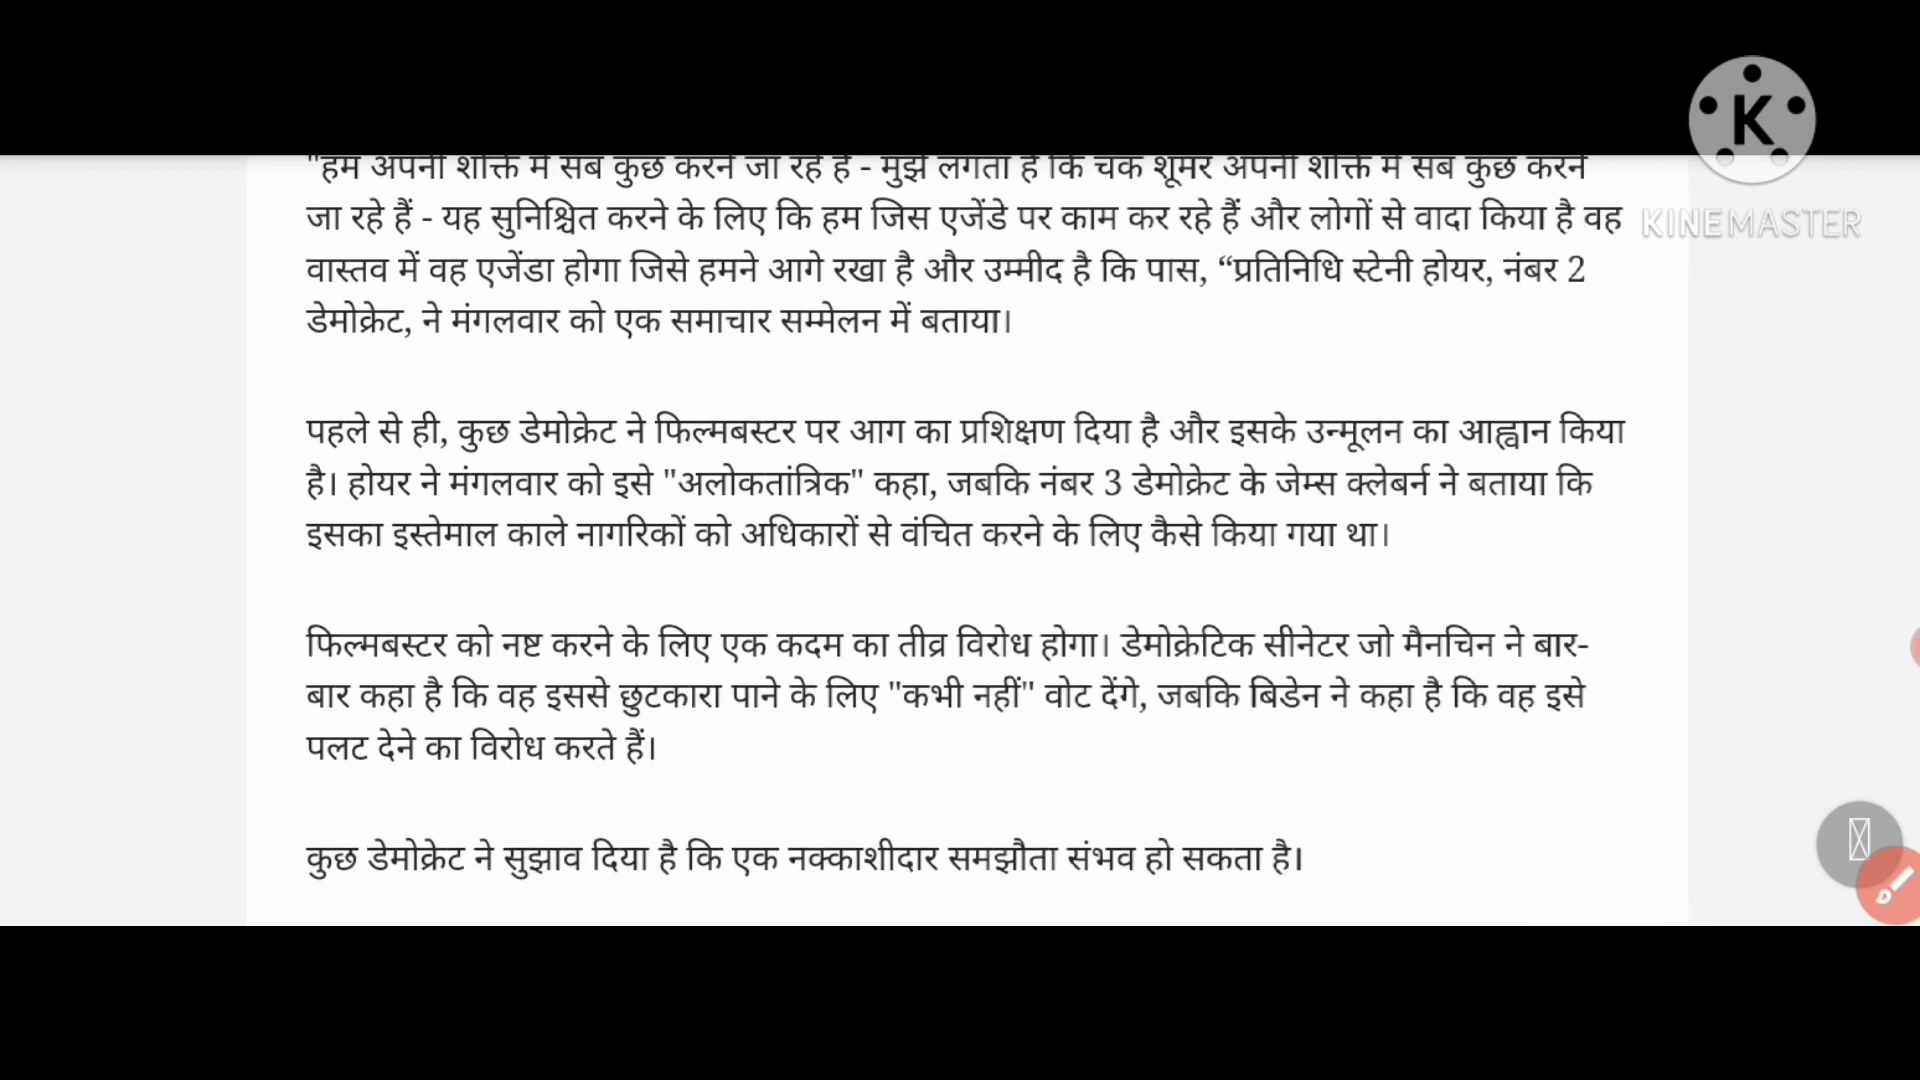 "हम अपनी शक्ति में सब कुछ करने जा रहे हैं - मुझे लगता है कि चक शूमर अपनी शक्ति में सब कुछ करने
जा रहे हैं - यह सुनिश्चित करने के लिए कि हम जिस एजेंडे पर काम कर रहे हैं और लोगों से वादा किया है वह
वास्तव में वह एजेंडा होगा जिसे हमने आगे रखा है और उम्मीद है कि पास, “प्रतिनिधि स्टेनी होयर, नंबर 2
डेमोक्रेट, ने मंगलवार को एक समाचार सम्मेलन में बताया।
पहले से ही, कुछ डेमोक्रेट ने फिल्मबस्टर पर आग का प्रशिक्षण दिया है और इसके उन्मूलन का आह्वान किया
है। होयर ने मंगलवार को इसे "अलोकतांत्रिक" कहा, जबकि नंबर 3 डेमोक्रेट के जेम्स क्लेबर्न ने बताया कि
इसका इस्तेमाल काले नागरिकों को अधिकारों से वंचित करने के लिए कैसे किया गया था।
फिल्मबस्टर को नष्ट करने के लिए एक कदम का तीव्र विरोध होगा। डेमोक्रेटिक सीनेटर जो मैनचिन ने बार-
बार कहा है कि वह इससे छुटकारा पाने के लिए "कभी नहीं" वोट देंगे, जबकि बिडेन ने कहा है कि वह इसे
पलट देने का विरोध करते हैं।
कुछ डेमोक्रेट ने सुझाव दिया है कि एक नक्काशीदार समझौता संभव हो सकता है।
K
KINEMASTER